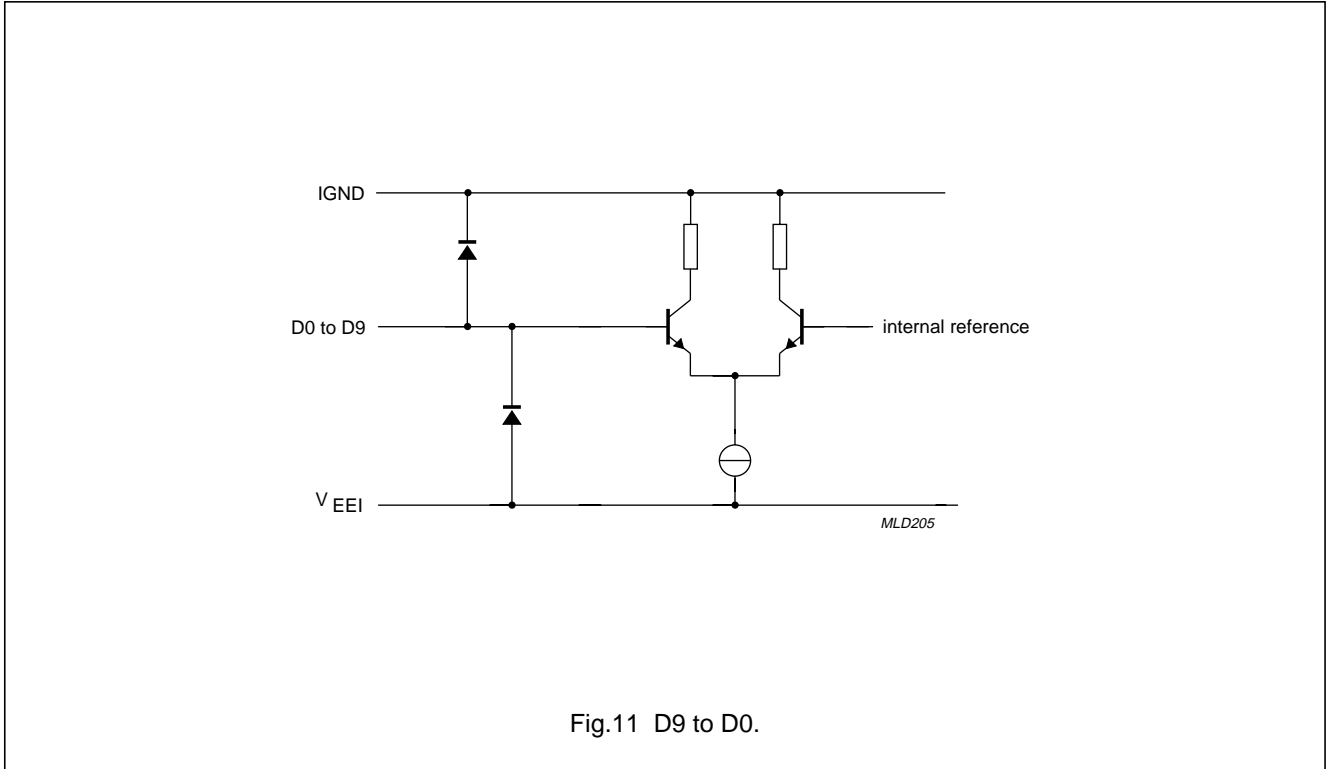 IGND
D0 to D9
internal reference
V EEI
MLD205
Fig.11 D9 to D0.